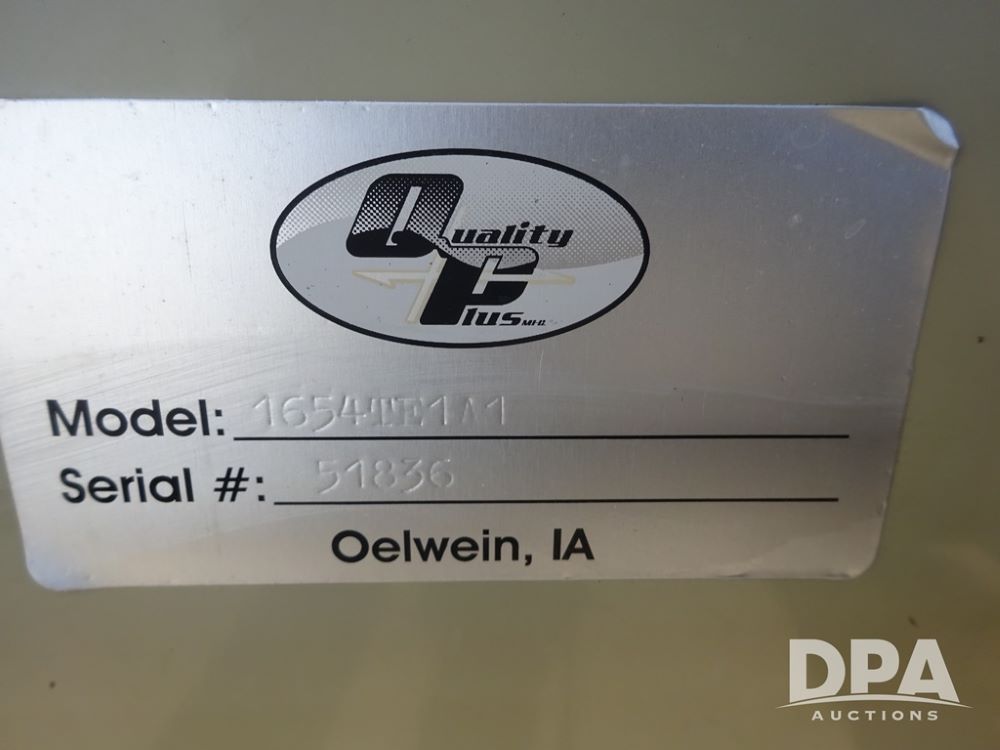 Quality
Plus MFG.
Model: 1654TE1A1
Serial #: 51836
Oelwein, IA
DPA
AUCTIONS